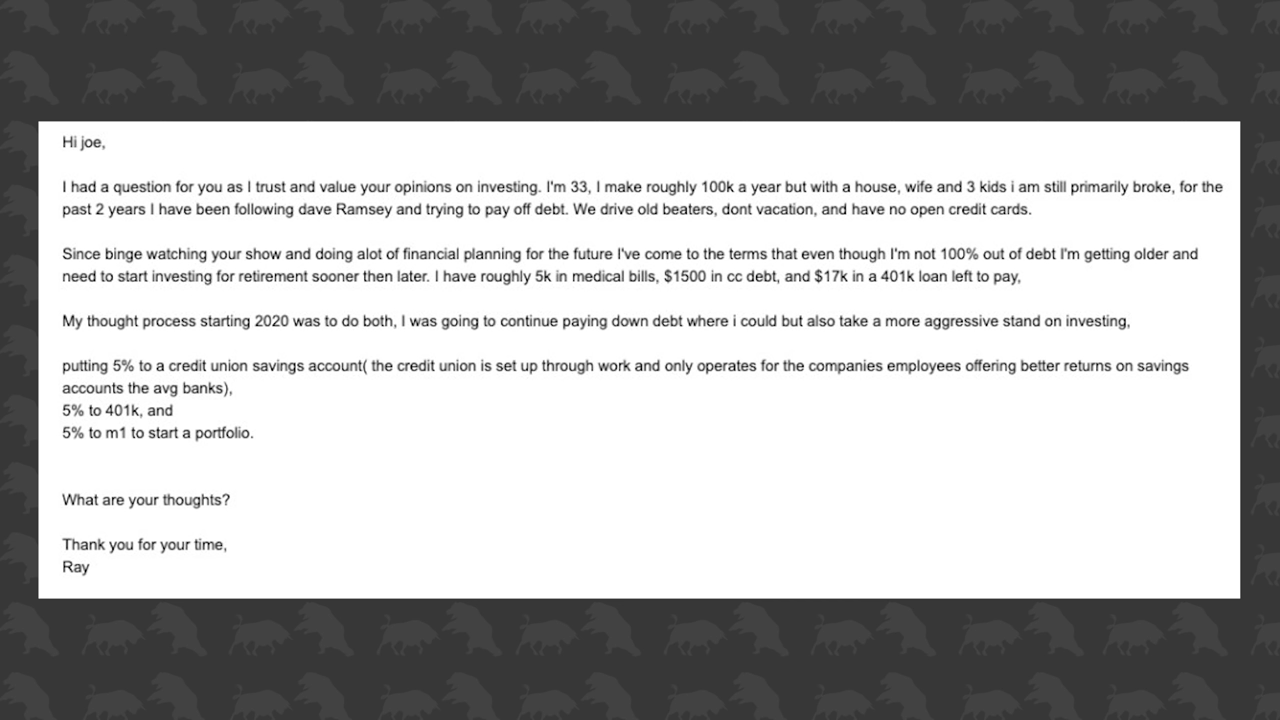 Hi joe,
I had a question for you as I trust and value your opinions on investing. I'm 33, I make roughly 100k a year but with a house, wife and 3 kids i am still primarily broke, for the
past 2 years I have been following dave Ramsey and trying to pay off debt. We drive old beaters, dont vacation, and have no open credit cards.
Since binge watching your show and doing alot of financial planning for the future I've come to the terms that even though I'm not 100% out of debt I'm getting older and
need to start investing for retirement sooner then later. I have roughly 5k in medical bills, $1500 in cc debt, and $17k in a 401k loan left to pay,
My thought process starting 2020 was to do both, I was going to continue paying down debt where i could but also take a more aggressive stand on investing,
putting 5% to a credit union savings account( the credit union is set up through work and only operates for the companies employees offering better returns on savings
accounts the avg banks),
5% to 401k, and
5% to m1 to start a portfolio.
What are your thoughts?
Thank you for your time,
Ray